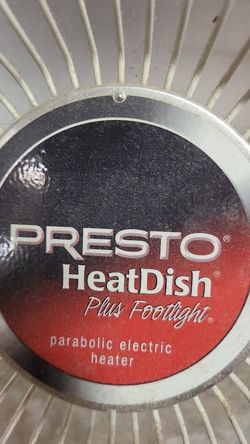 PRESTO®
HeatDish®
Plus Footlight®
parabolic electric
heater